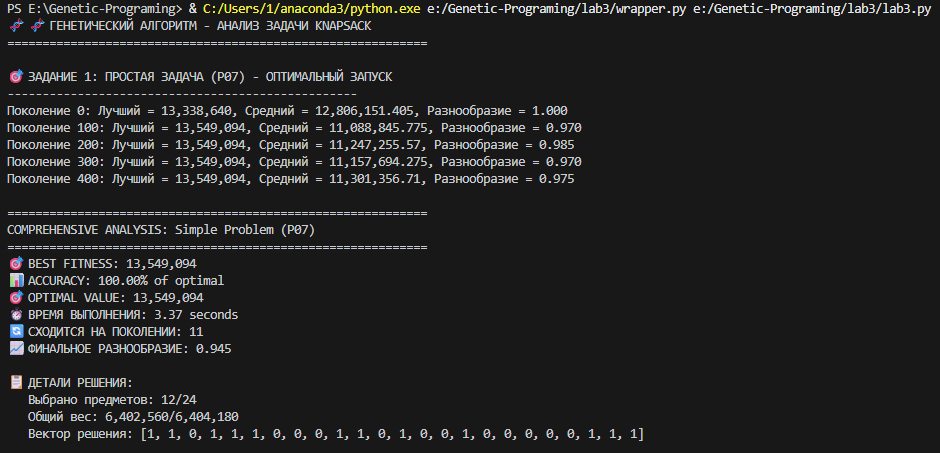 PS E:\Genetic-Programing> & C:/Users/1/anaconda3/python.exe e:/Genetic-Programing/lab3/wrapper.py e:/Genetic-Programing/lab3/lab3.py
🧬 🧬 ГЕНЕТИЧЕСКИЙ АЛГОРИТМ - АНАЛИЗ ЗАДАЧИ KNAPSACK
============================================================
🎯 ЗАДАНИЕ 1: ПРОСТАЯ ЗАДАЧА (P07) - ОПТИМАЛЬНЫЙ ЗАПУСК
--------------------------------------------------
Поколение 0: Лучший = 13,338,640, Средний = 12,806,151.405, Разнообразие = 1.000
Поколение 100: Лучший = 13,549,094, Средний = 11,088,845.775, Разнообразие = 0.970
Поколение 200: Лучший = 13,549,094, Средний = 11,247,255.57, Разнообразие = 0.985
Поколение 300: Лучший = 13,549,094, Средний = 11,157,694.275, Разнообразие = 0.970
Поколение 400: Лучший = 13,549,094, Средний = 11,301,356.71, Разнообразие = 0.975
============================================================
COMPREHENSIVE ANALYSIS: Simple Problem (P07)
============================================================
🎯 BEST FITNESS: 13,549,094
📊 ACCURACY: 100.00% of optimal
🎯 OPTIMAL VALUE: 13,549,094
⏱ ВРЕМЯ ВЫПОЛНЕНИЯ: 3.37 seconds
🔄 СХОДИТСЯ НА ПОКОЛЕНИИ: 11
📈 ФИНАЛЬНОЕ РАЗНООБРАЗИЕ: 0.945
📋 ДЕТАЛИ РЕШЕНИЯ:
Выбрано предметов: 12/24
Общий вес: 6,402,560/6,404,180
Вектор решения: [1, 1, 0, 1, 1, 1, 0, 0, 0, 1, 1, 0, 1, 0, 0, 1, 0, 0, 0, 0, 0, 1, 1, 1]